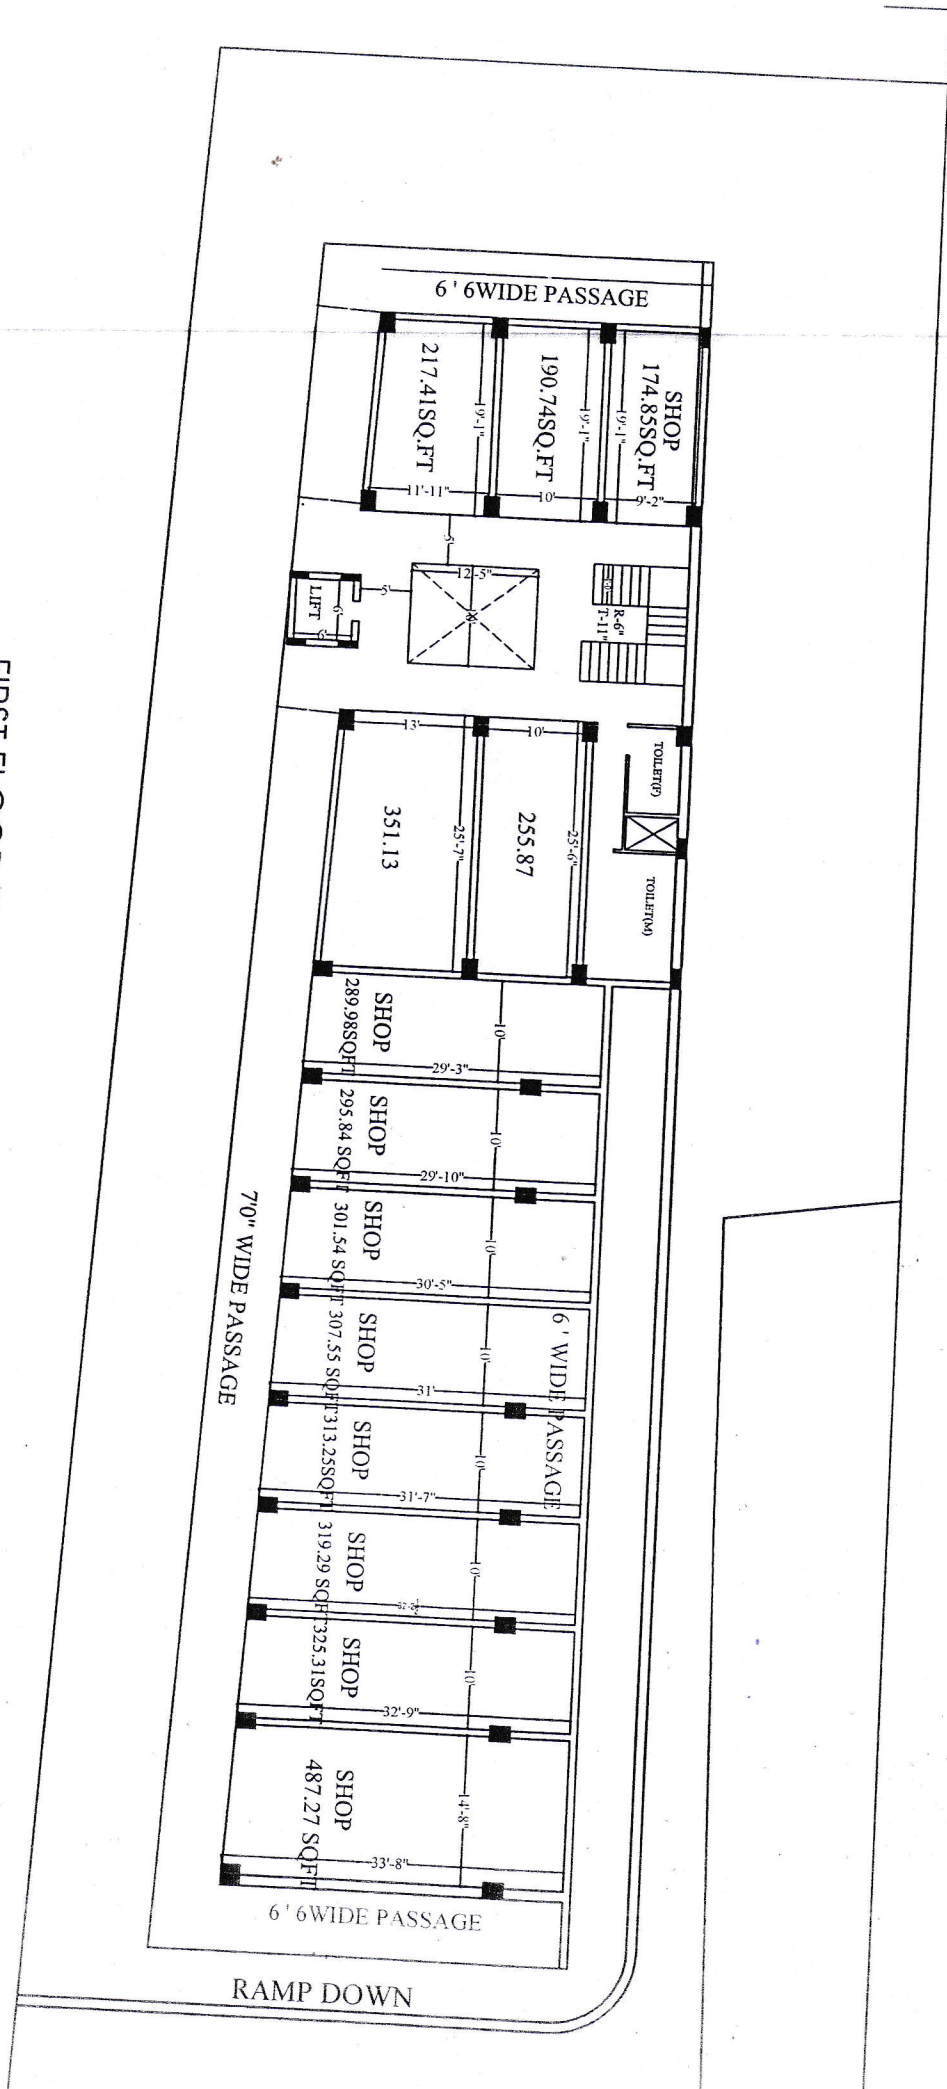 6 ' 6WIDE PASSAGE
SHOP
174.85SQ.FT
190.74SQ.FT
217.41SQ.FT
19'-1"
19'-1"
19'-1"
11'-11"
10'
9'-2"
5'
12'-5"
5'
LIFT
6'
6'
R-6"
T-11"
13'
10'
TOILET(F)
351.13
25'-7"
255.87
25'-6"
TOILET(M)
SHOP
289.98SQFT
10'
29'-3"
SHOP
295.84 SQFT
10'
29'-10"
SHOP
301.54 SQFT
10'
30'-5"
SHOP
307.55 SQFT
10'
31'
6 ' WIDE PASSAGE
7'0" WIDE PASSAGE
SHOP
313.25SQFT
10'
31'-7"
SHOP
319.29 SQFT
10'
SHOP
325.31SQFT
10'
32'-9"
SHOP
487.27 SQFT
14'-8"
33'-8"
6 ' 6WIDE PASSAGE
RAMP DOWN